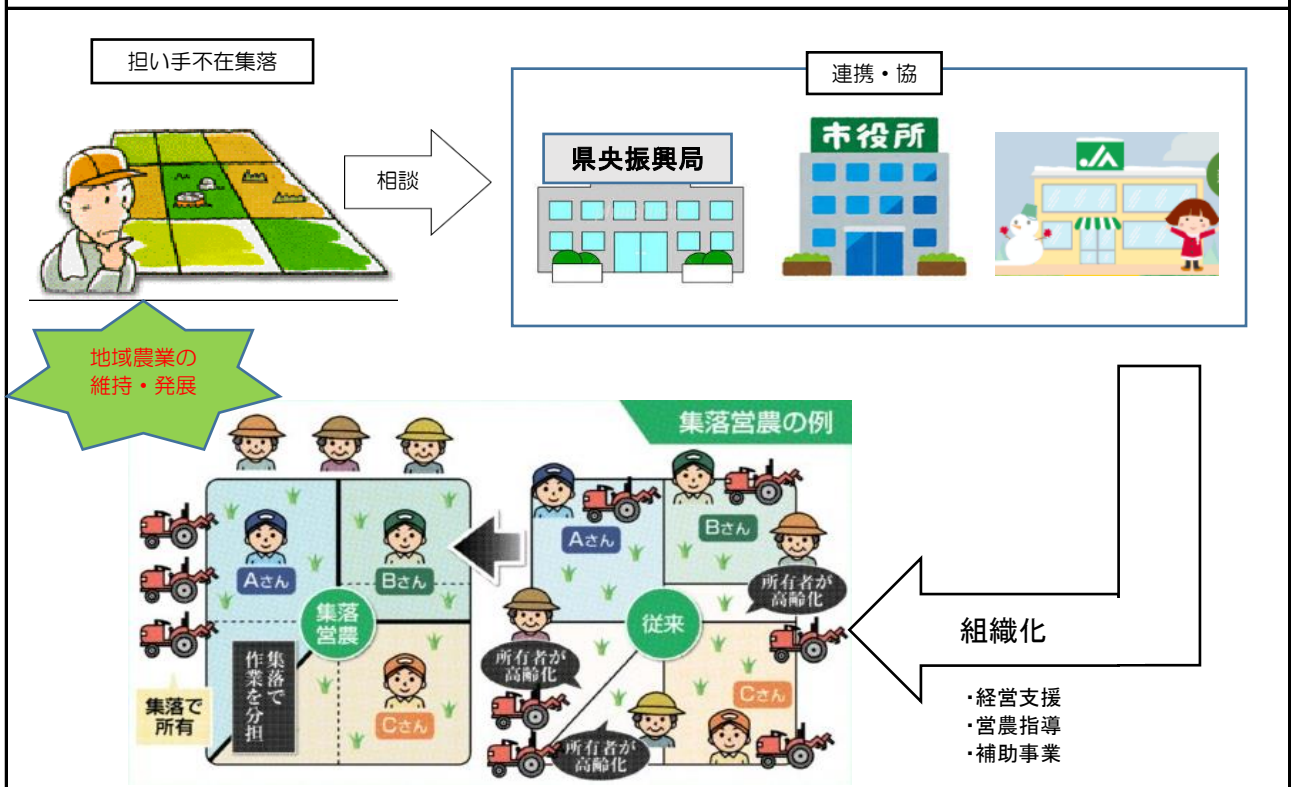 担い手不在集落
相談
連携・協
県央振興局
市役所
JA
地域農業の
維持・発展
集落営農の例
Aさん
Bさん
Cさん
集落
営農
集落で
作業を分担
集落で
所有
Aさん
Bさん
Cさん
従来
所有者が
高齢化
所有者が
高齢化
所有者が
高齢化
組織化
・経営支援
・営農指導
・補助事業